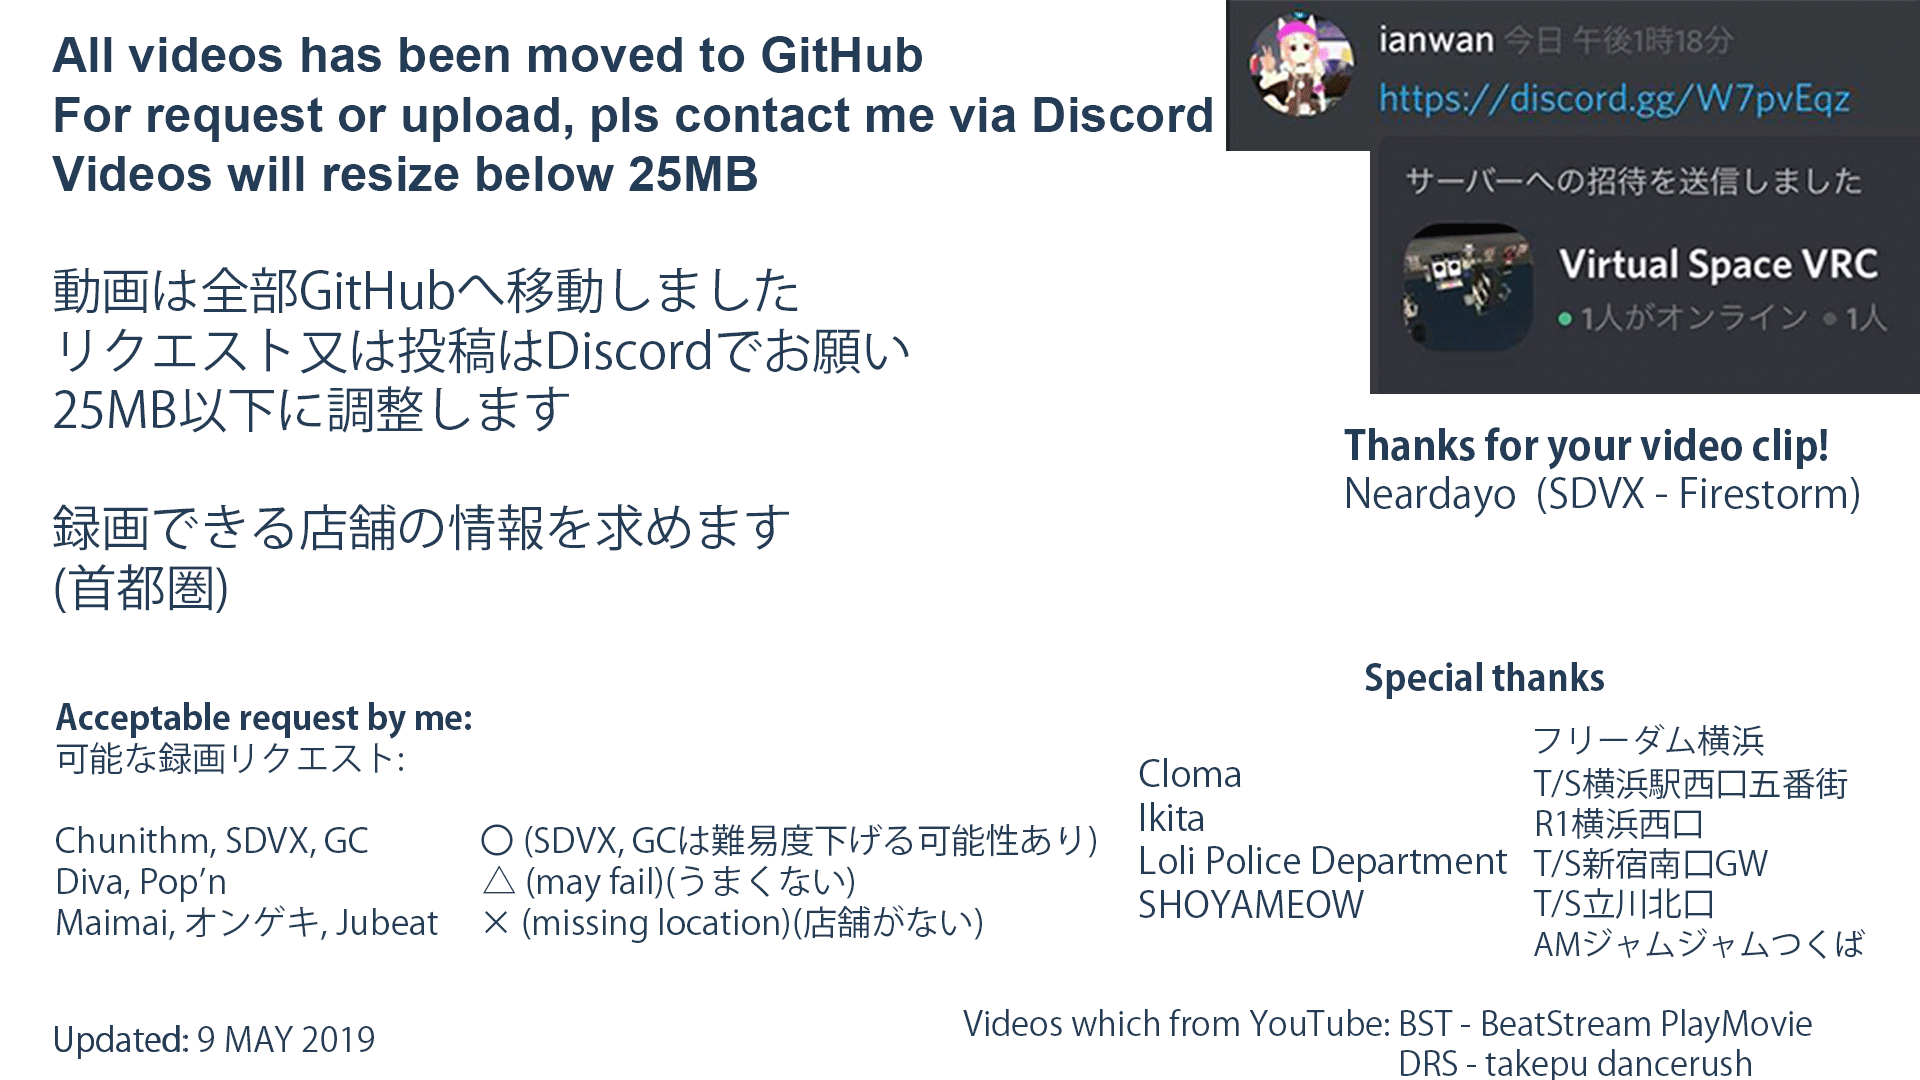 All videos has been moved to GitHub
For request or upload, pls contact me via Discord
Videos will resize below 25MB
動画は全部GitHubへ移動しました
リクエスト又は投稿はDiscordでお願い
25MB以下に調整します
録画できる店舗の情報を求めます
(首都圏)
ianwan 今日 午後1時18分
https://discord.gg/W7pvEqz
サーバーへの招待を送信しました
Virtual Space VRC
1人がオンライン 1人
Thanks for your video clip!
Neardayo (SDVX - Firestorm)
Acceptable request by me:
可能な録画リクエスト:
Chunithm, SDVX, GC 〇 (SDVX, GCは難易度下げる可能性あり)
Diva, Pop’n △ (may fail)(うまくない)
Maimai, オンゲキ, Jubeat × (missing location)(店舗がない)
Special thanks
Cloma
Ikita
Loli Police Department
SHOYAMEOW
フリーダム横浜
T/S横浜駅西口五番街
R1横浜西口
T/S新宿南口GW
T/S立川北口
AMジャムジャムつくば
Updated: 9 MAY 2019
Videos which from YouTube: BST - BeatStream PlayMovie
DRS - takepu dancerush